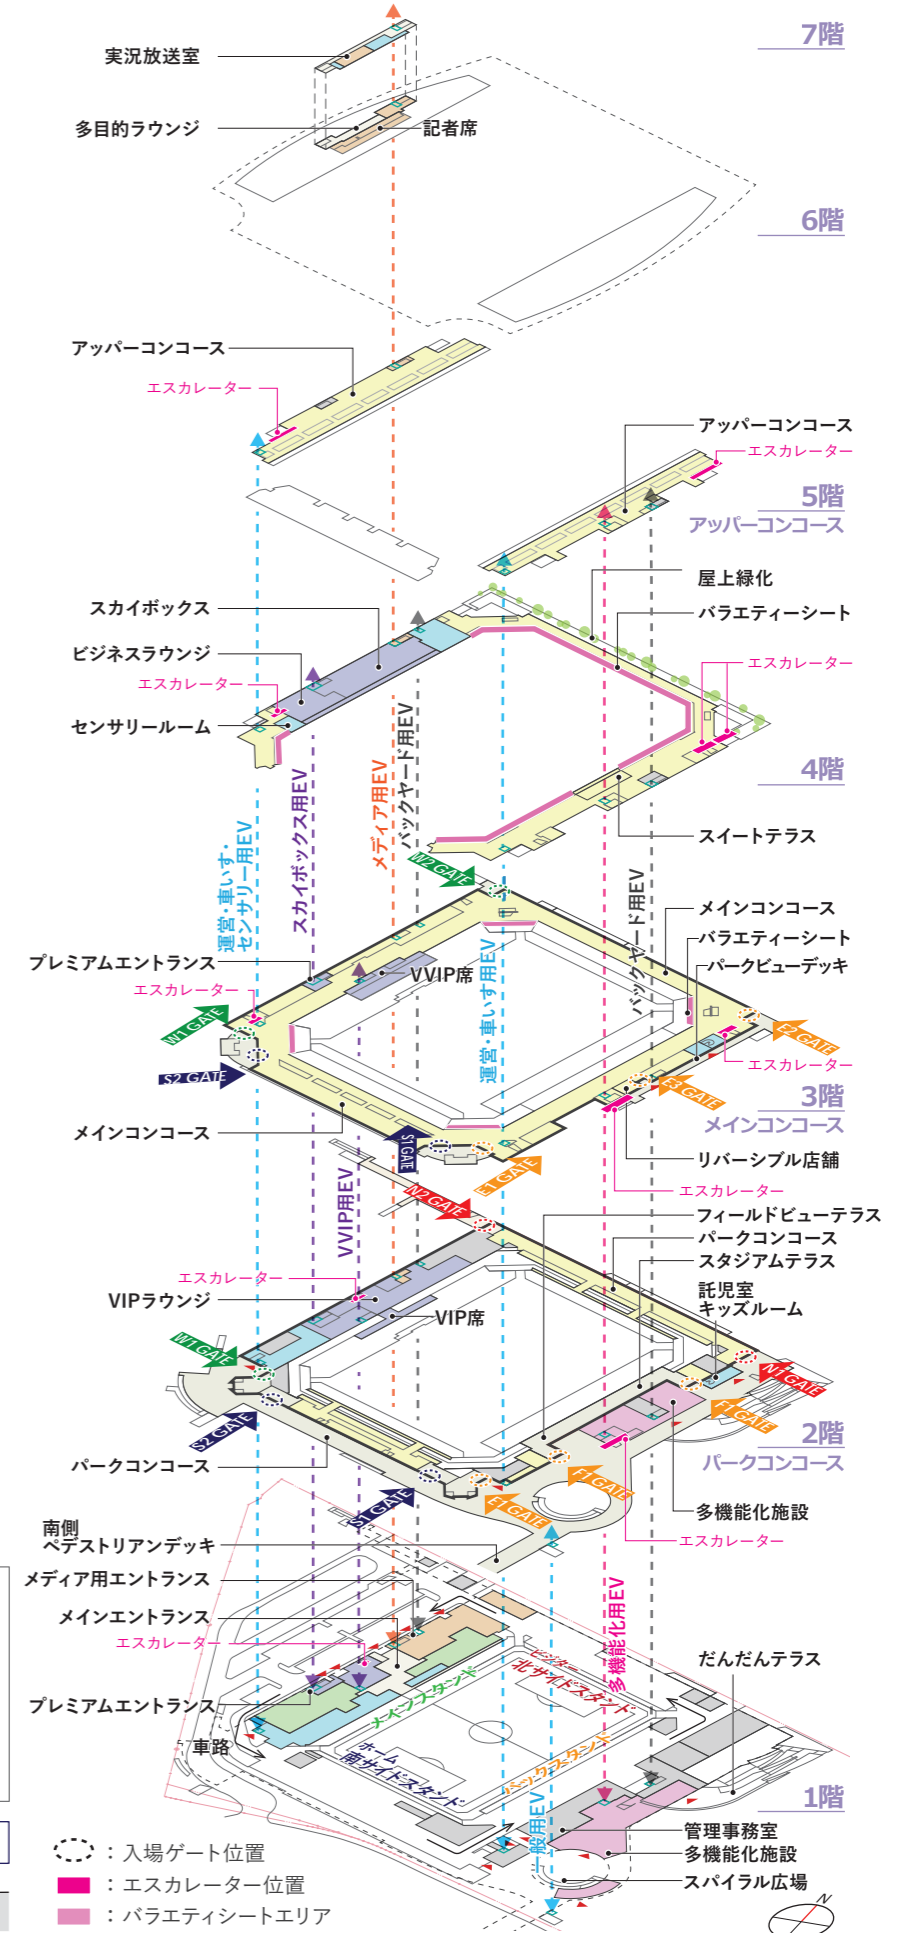 7階
実況放送室
多目的ラウンジ
記者席
6階
アッパーコンコース
エスカレーター
アッパーコンコース
エスカレーター
5階
アッパーコンコース
屋上緑化
スカイボックス
バラエティーシート
ビジネスラウンジ
エスカレーター
エスカレーター
センサリールーム
4階
スイートテラス
運営・車いす・
センサリー用EV
スカイボックス用EV
メディア用EV
バックヤード用EV
W2 GATE
バックヤード用EV
メインコンコース
バラエティーシート
パークビューデッキ
プレミアムエントランス
VVIP席
エスカレーター
運営・車いす用EV
W1 GATE
E2 GATE
エスカレーター
S2 GATE
E3 GATE
3階
メインコンコース
メインコンコース
S1 GATE
E1 GATE
リバーシブル店舗
エスカレーター
VVIP用EV
N2 GATE
フィールドビューテラス
パークコンコース
スタジアムテラス
エスカレーター
VIPラウンジ
託児室
キッズルーム
VIP席
W1 GATE
N1 GATE
F1 GATE
S2 GATE
2階
パークコンコース
パークコンコース
F1 GATE
S1 GATE
E1 GATE
多機能化施設
エスカレーター
南側
ペデストリアンデッキ
メディア用エントランス
メインエントランス
エスカレーター
多機能化用EV
プレミアムエントランス
車路
ビジター
北サイドスタンド
メインスタンド
ホーム
南サイドスタンド
バックスタンド
だんだんテラス
1階
一般用EV
管理事務室
多機能化施設
スパイラル広場
：入場ゲート位置
：エスカレーター位置
：バラエティシートエリア
N